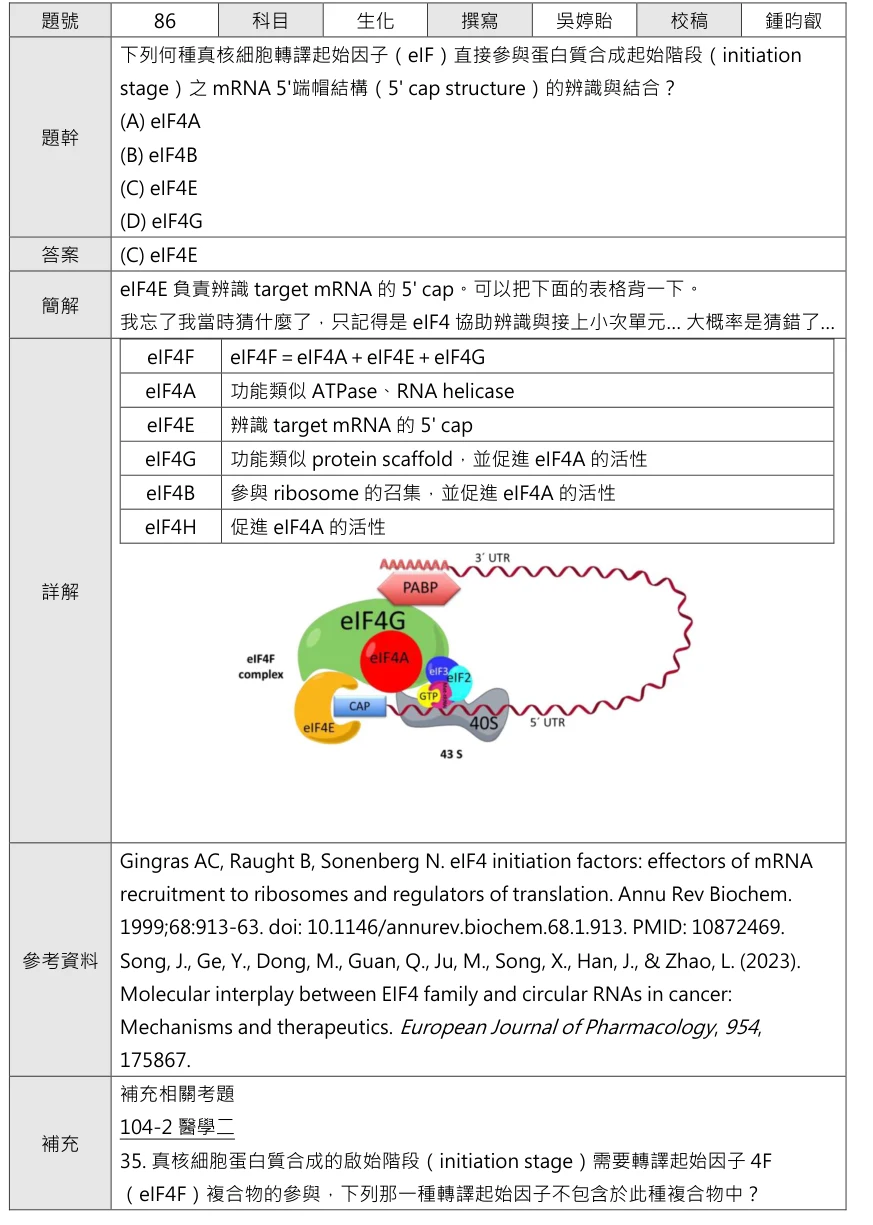 題號 86 科目 生化 撰寫 吳婷貽 校稿 鍾昀叡
題幹
下列何種真核細胞轉譯起始因子（eIF）直接參與蛋白質合成起始階段（initiation
stage）之 mRNA 5'端帽結構（5' cap structure）的辨識與結合？
(A) eIF4A
(B) eIF4B
(C) eIF4E
(D) eIF4G
答案 (C) eIF4E
簡解
eIF4E 負責辨識 target mRNA 的 5' cap。可以把下面的表格背一下。
我忘了我當時猜什麼了，只記得是 eIF4 協助辨識與接上小次單元… 大概率是猜錯了…
詳解
eIF4F eIF4F = eIF4A + eIF4E + eIF4G
eIF4A 功能類似 ATPase、RNA helicase
eIF4E 辨識 target mRNA 的 5' cap
eIF4G 功能類似 protein scaffold，並促進 eIF4A 的活性
eIF4B 參與 ribosome 的召集，並促進 eIF4A 的活性
eIF4H 促進 eIF4A 的活性
AAAAAAAA
3´ UTR
PABP
eIF4G
eIF4A
eIF4F
complex
eIF3
eIF2
GTP
CAP
eIF4E
40S
5´ UTR
43 S
參考資料
Gingras AC, Raught B, Sonenberg N. eIF4 initiation factors: effectors of mRNA
recruitment to ribosomes and regulators of translation. Annu Rev Biochem.
1999;68:913-63. doi: 10.1146/annurev.biochem.68.1.913. PMID: 10872469.
Song, J., Ge, Y., Dong, M., Guan, Q., Ju, M., Song, X., Han, J., & Zhao, L. (2023).
Molecular interplay between EIF4 family and circular RNAs in cancer:
Mechanisms and therapeutics. European Journal of Pharmacology, 954,
175867.
補充
補充相關考題
104-2 醫學二
35. 真核細胞蛋白質合成的啟始階段（initiation stage）需要轉譯起始因子 4F
（eIF4F）複合物的參與，下列那一種轉譯起始因子不包含於此種複合物中？